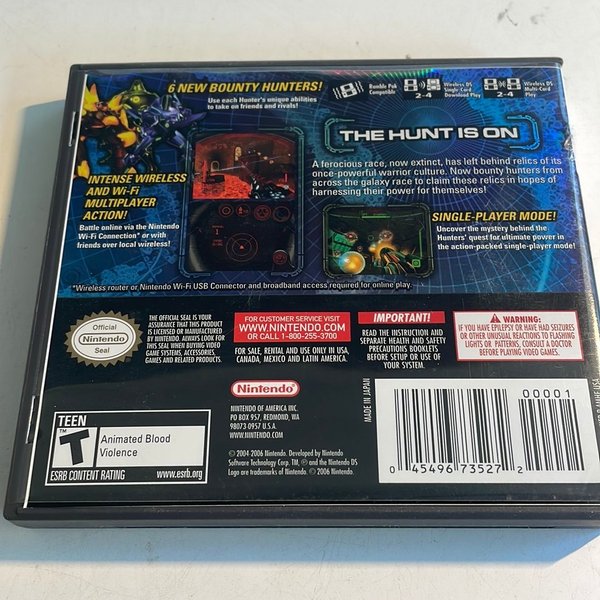 6 NEW BOUNTY HUNTERS!
Use each Hunter's unique abilities
to take on friends and rivals!
Rumble Pak
Compatible
2-4
Wireless DS
Single-Card
Download Play
2-4
Wireless DS
Multi-Card
Play
THE HUNT IS ON
A ferocious race, now extinct, has left behind relics of its
once-powerful warrior culture. Now bounty hunters from
across the galaxy race to claim these relics in hopes of
harnessing their power for themselves!
INTENSE WIRELESS
AND Wi-Fi
MULTIPLAYER
ACTION!
Battle online via the Nintendo
Wi-Fi Connection* or with
friends over local wireless!
SINGLE-PLAYER MODE!
Uncover the mystery behind the
Hunters' quest for ultimate power in
the action-packed single-player mode!
*Wireless router or Nintendo Wi-Fi USB Connector and broadband access required for online play.
Official
Nintendo
Seal
THE OFFICIAL SEAL IS YOUR
ASSURANCE THAT THIS PRODUCT
IS LICENSED OR MANUFACTURED
BY NINTENDO. ALWAYS LOOK FOR
THIS SEAL WHEN BUYING VIDEO
GAME SYSTEMS, ACCESSORIES,
GAMES AND RELATED PRODUCTS.
FOR CUSTOMER SERVICE VISIT
WWW.NINTENDO.COM
OR CALL 1-800-255-3700
FOR SALE, RENTAL AND USE ONLY IN USA,
CANADA, MEXICO AND LATIN AMERICA.
IMPORTANT!
READ THE INSTRUCTION AND
SEPARATE HEALTH AND SAFETY
PRECAUTIONS BOOKLETS
BEFORE SETUP OR USE OF
YOUR SYSTEM.
WARNING:
IF YOU HAVE EPILEPSY OR HAVE HAD SEIZURES
OR OTHER UNUSUAL REACTIONS TO FLASHING
LIGHTS OR PATTERNS, CONSULT A DOCTOR
BEFORE PLAYING VIDEO GAMES.
Nintendo
NINTENDO OF AMERICA INC.
PO BOX 957, REDMOND, WA
98073 0957 U.S.A.
WWW.NINTENDO.COM
© 2004-2006 Nintendo. Developed by Nintendo
Software Technology Corp. TM, ® and the Nintendo DS
Logo are trademarks of Nintendo. © 2006 Nintendo.
TEEN
T
Animated Blood
Violence
ESRB CONTENT RATING
www.esrb.org
MADE IN JAPAN
00001
0 45496 73527 2